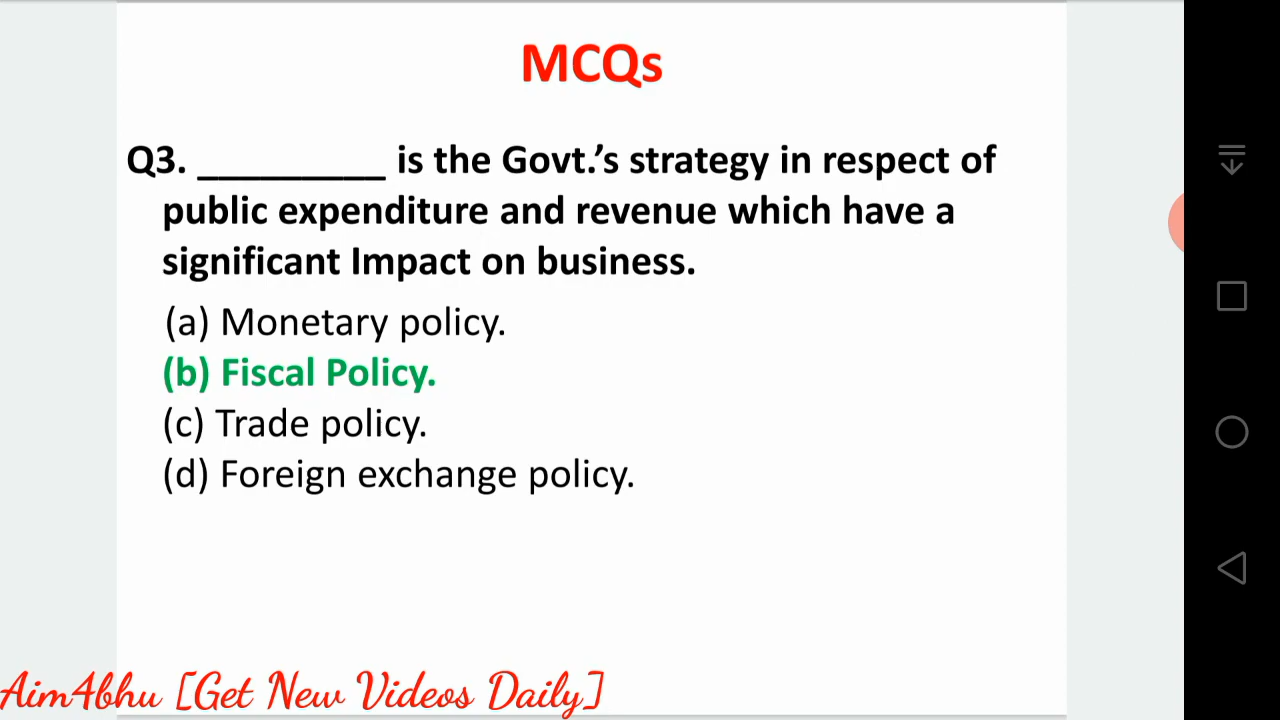 MCQs
Q3. _________ is the Govt.’s strategy in respect of
public expenditure and revenue which have a
significant Impact on business.
(a) Monetary policy.
(b) Fiscal Policy.
(c) Trade policy.
(d) Foreign exchange policy.
Aim4bhu [Get New Videos Daily]